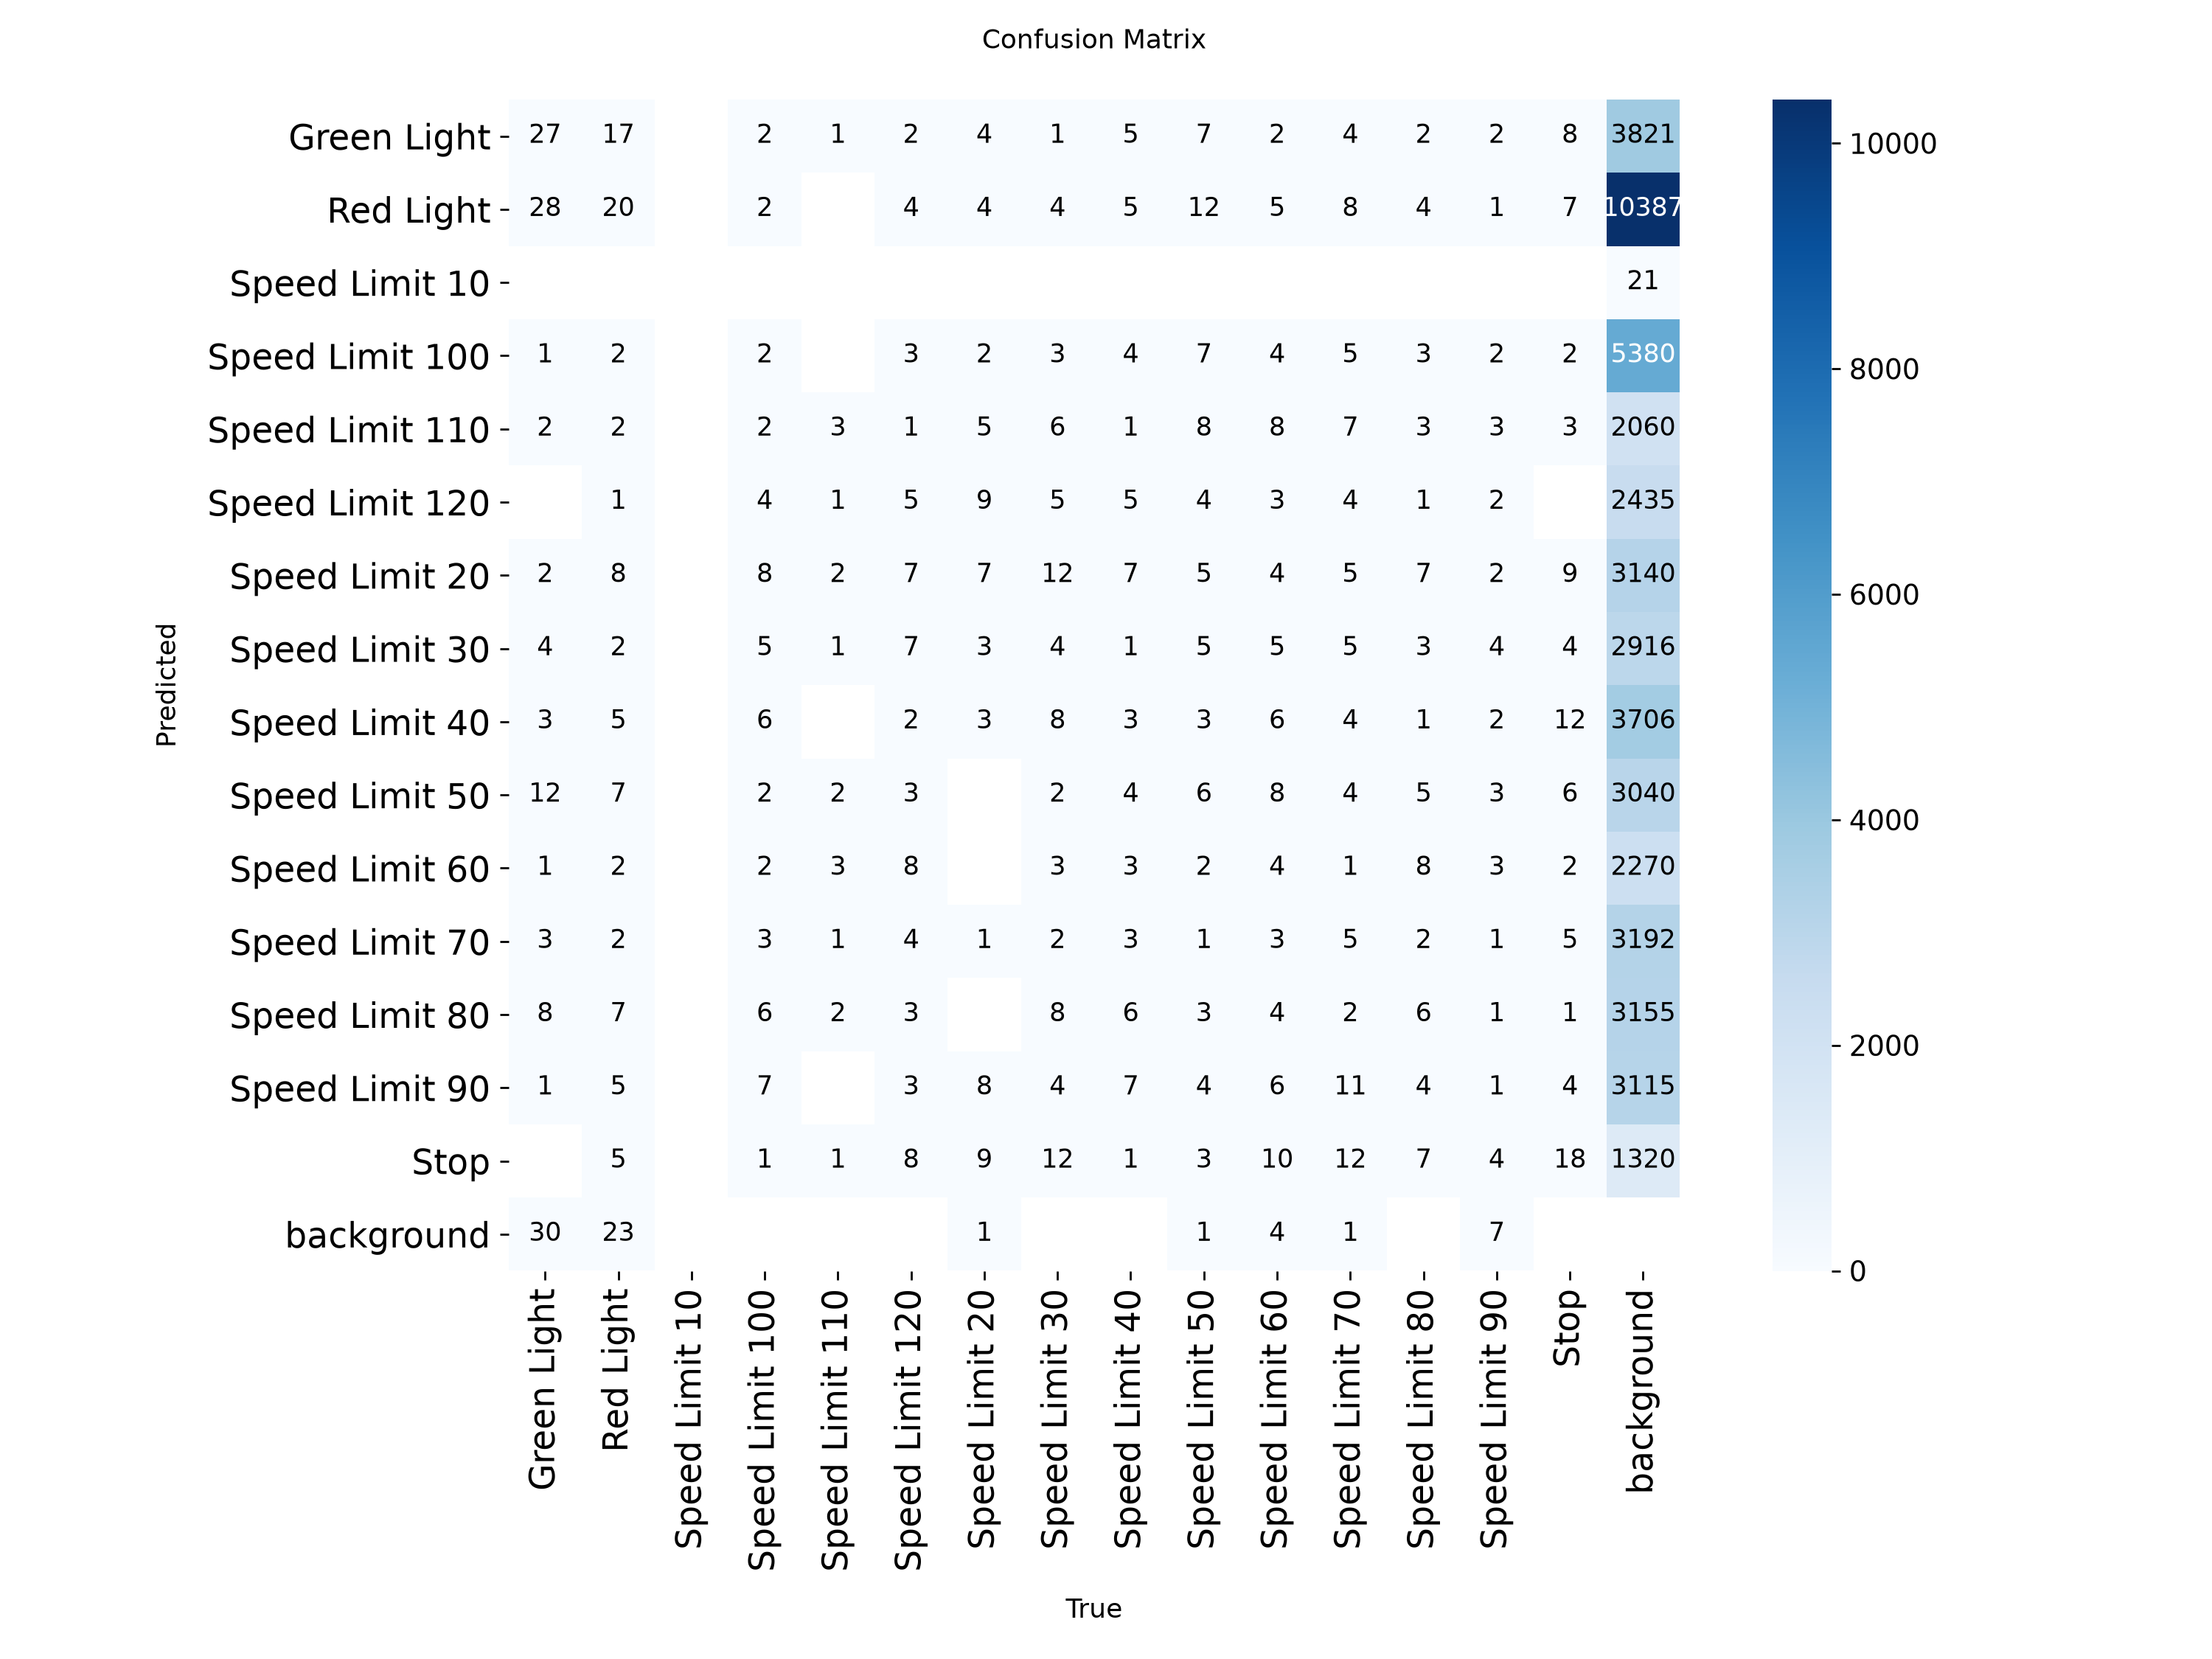 Confusion Matrix
Green Light 27 17 2 1 2 4 1 5 7 2 4 2 2 8 3821
Red Light 28 20 2 4 4 4 5 12 5 8 4 1 7 10387
Speed Limit 10 21
Speed Limit 100 1 2 2 3 2 3 4 7 4 5 3 2 2 5380
Speed Limit 110 2 2 2 3 1 5 6 1 8 8 7 3 3 3 2060
Speed Limit 120 1 4 1 5 9 5 5 4 3 4 1 2 2435
Speed Limit 20 2 8 8 2 7 7 12 7 5 4 5 7 2 9 3140
Speed Limit 30 4 2 5 1 7 3 4 1 5 5 5 3 4 4 2916
Speed Limit 40 3 5 6 2 3 8 3 3 6 4 1 2 12 3706
Speed Limit 50 12 7 2 2 3 2 4 6 8 4 5 3 6 3040
Speed Limit 60 1 2 2 3 8 3 3 2 4 1 8 3 2 2270
Speed Limit 70 3 2 3 1 4 1 2 3 1 3 5 2 1 5 3192
Speed Limit 80 8 7 6 2 3 8 6 3 4 2 6 1 1 3155
Speed Limit 90 1 5 7 3 8 4 7 4 6 11 4 1 4 3115
Stop 5 1 1 8 9 12 1 3 10 12 7 4 18 1320
background 30 23 1 1 4 1 7
Predicted
Green Light
Red Light
Speed Limit 10
Speed Limit 100
Speed Limit 110
Speed Limit 120
Speed Limit 20
Speed Limit 30
Speed Limit 40
Speed Limit 50
Speed Limit 60
Speed Limit 70
Speed Limit 80
Speed Limit 90
Stop
background
True
10000
8000
6000
4000
2000
0